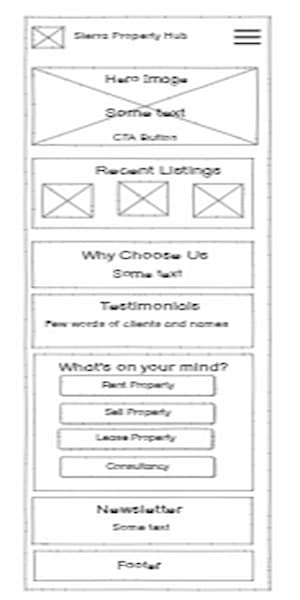 Sierra Property Hub
Hero Image
Some text
CTA Button
Recent Listings
Why Choose Us
Some text
Testimonials
Few words of clients and names
What's on your mind?
Rent Property
Sell Property
Lease Property
Consultancy
Newsletter
Some text
Footer